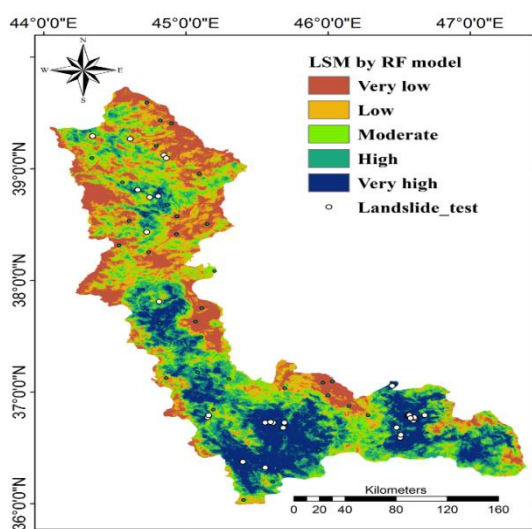 44°0'0"E 45°0'0"E 46°0'0"E 47°0'0"E
N
W E
S
LSM by RF model
Very low
Low
Moderate
High
Very high
Landslide_test
39°0'0"N
38°0'0"N
37°0'0"N
36°0'0"N
Kilometers
0 20 40 80 120 160